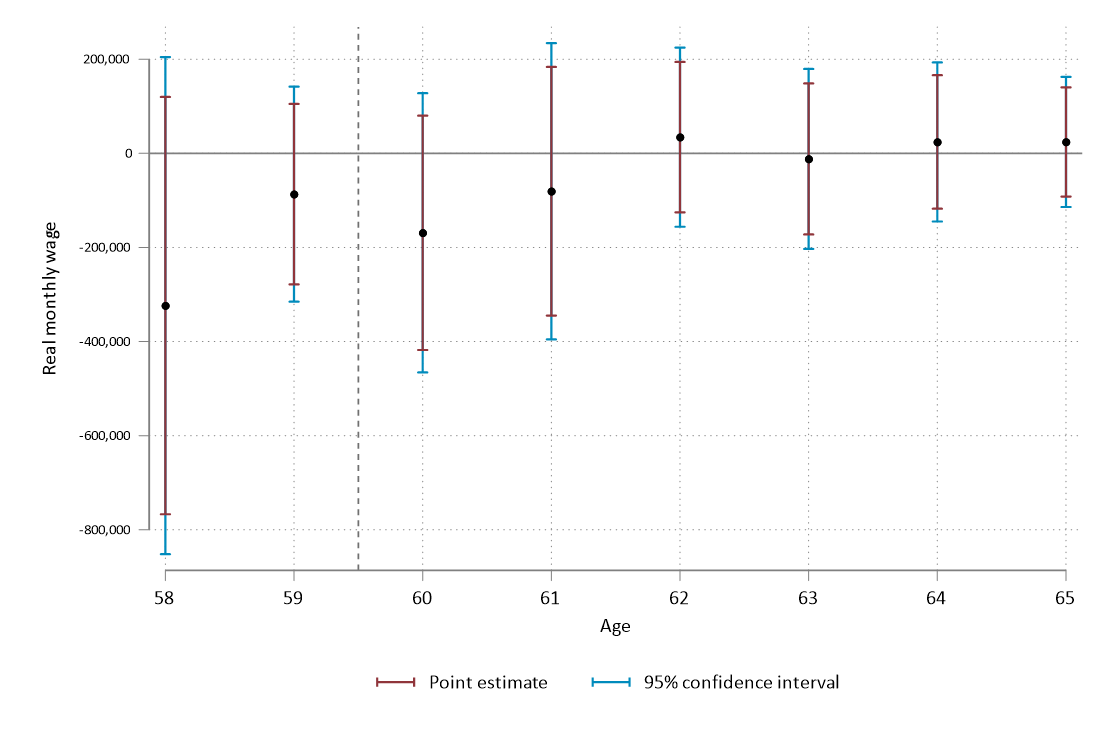 Real monthly wage
200,000
0
-200,000
-400,000
-600,000
-800,000
58 59 60 61 62 63 64 65
Age
Point estimate 95% confidence interval